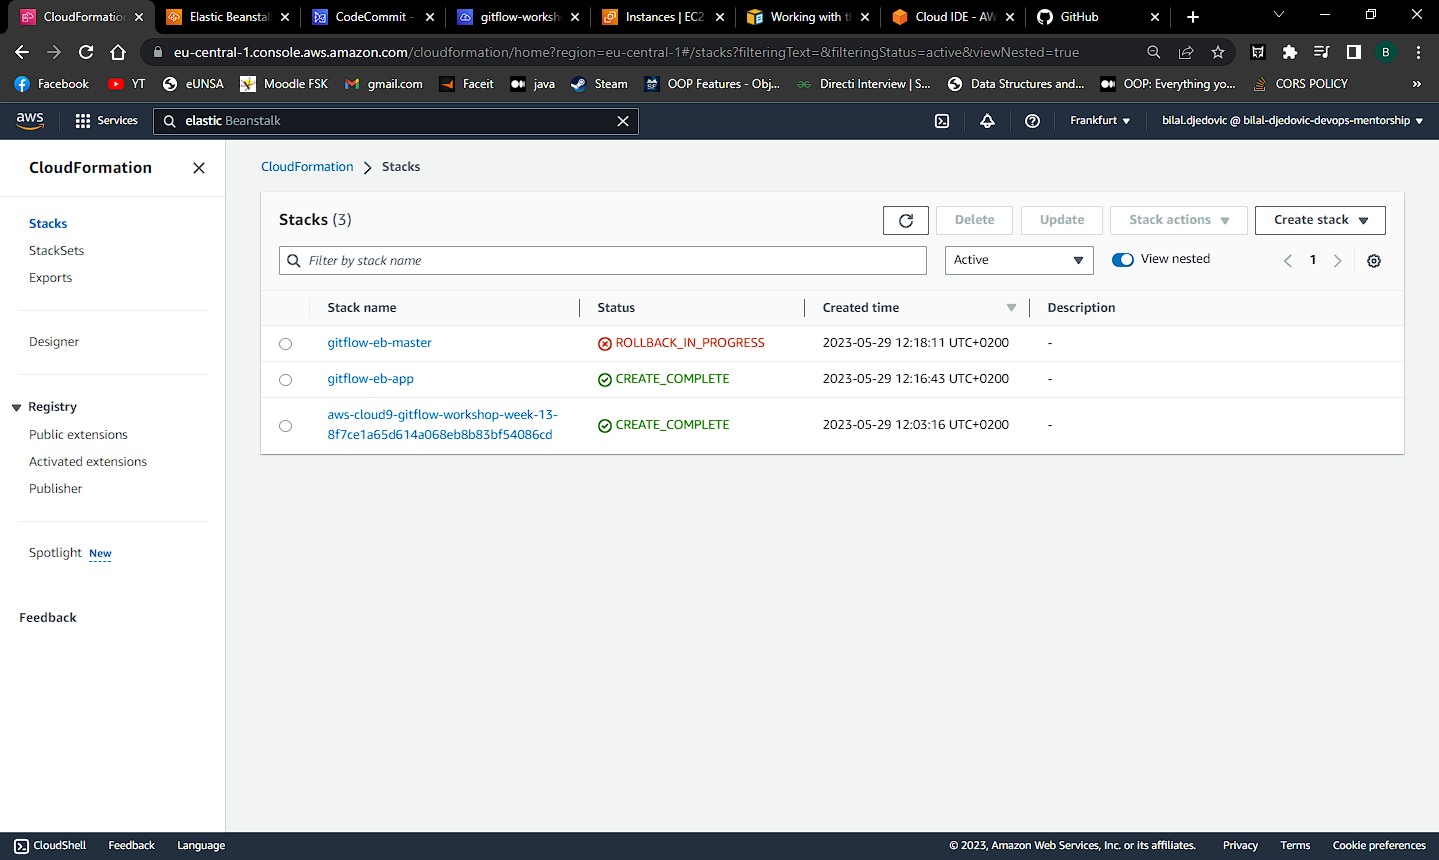 CloudFormation
Elastic Beanstal
CodeCommit -
gitflow-worksh
Instances | EC2
Working with t
Cloud IDE - AW
GitHub
eu-central-1.console.aws.amazon.com/cloudformation/home?region=eu-central-1#/stacks?filteringText=&filteringStatus=active&viewNested=true
B
Facebook
YT
eUNSA
Moodle FSK
gmail.com
Faceit
java
Steam
OOP Features - Obj...
Directi Interview | S...
Data Structures and...
OOP: Everything yo...
CORS POLICY
»
aws
Services
elastic Beanstalk
Frankfurt
bilal.djedovic @ bilal-djedovic-devops-mentorship
CloudFormation
Stacks
StackSets
Exports
Designer
Registry
Public extensions
Activated extensions
Publisher
Spotlight New
Feedback
CloudFormation > Stacks
Stacks (3)
Delete
Update
Stack actions
Create stack
Filter by stack name
Active
View nested
1
Stack name Status Created time Description
gitflow-eb-master ROLLBACK_IN_PROGRESS 2023-05-29 12:18:11 UTC+0200 -
gitflow-eb-app CREATE_COMPLETE 2023-05-29 12:16:43 UTC+0200 -
aws-cloud9-gitflow-workshop-week-13-
8f7ce1a65d614a068eb8b83bf54086cd CREATE_COMPLETE 2023-05-29 12:03:16 UTC+0200 -
CloudShell
Feedback
Language
© 2023, Amazon Web Services, Inc. or its affiliates.
Privacy
Terms
Cookie preferences